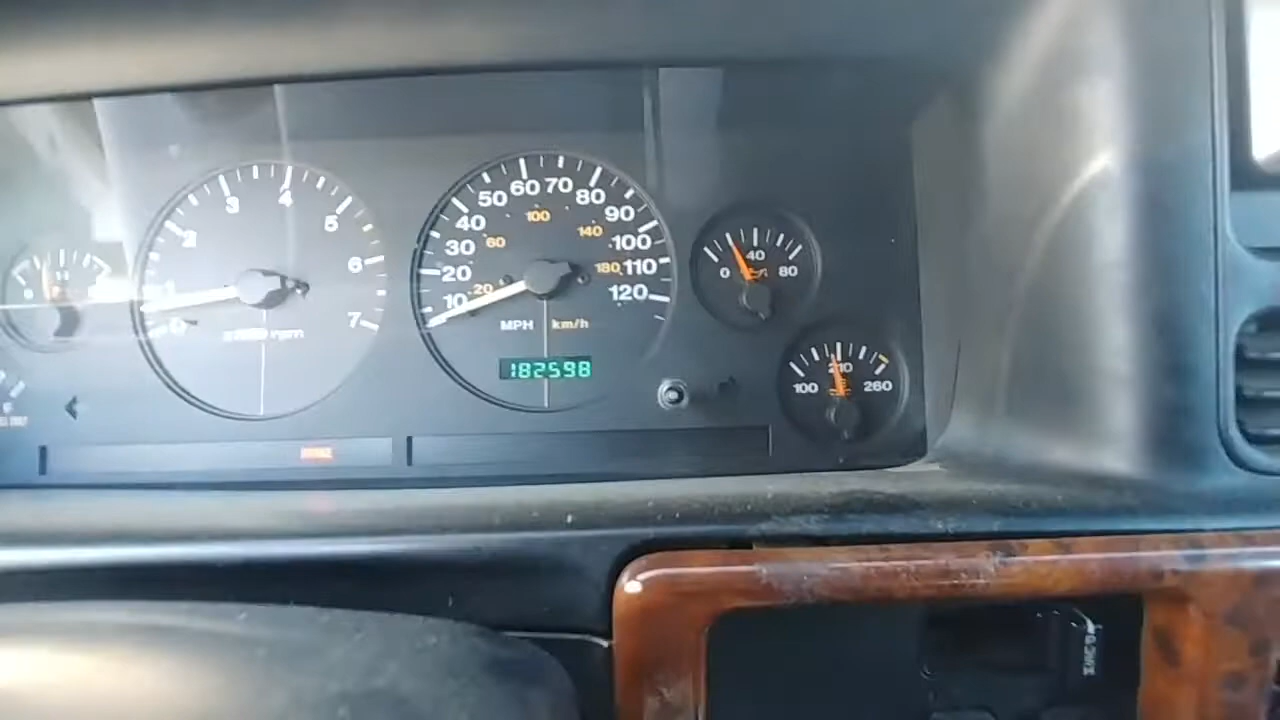 0 1 2 3 4 5 6 7
rpm
10 20 30 40 50 60 70 80 90 100 110 120
20 60 100 140 180
MPH km/h
182598
0 40 80
100 210 260
BRAKE